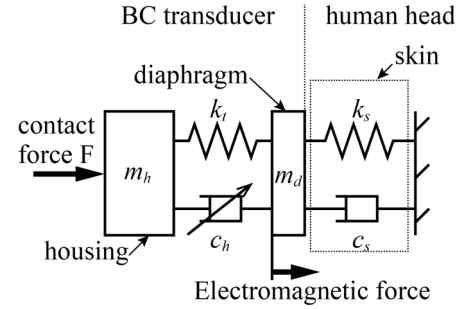 BC transducer
human head
skin
diaphragm
contact
force F
k_t
k_s
m_h
m_d
housing
c_h
c_s
Electromagnetic force